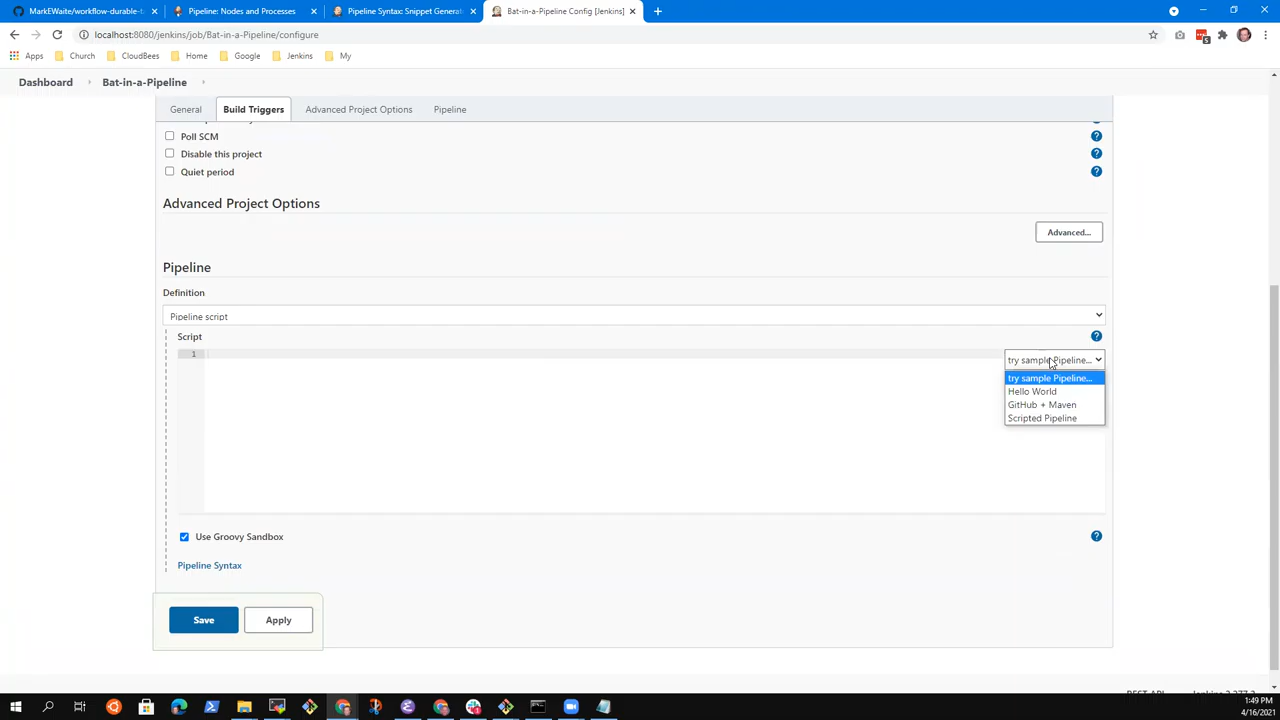 MarkEWaite/workflow-durable-ta
Pipeline: Nodes and Processes
Pipeline Syntax: Snippet Generato
Bat-in-a-Pipeline Config [Jenkins]
localhost:8080/jenkins/job/Bat-in-a-Pipeline/configure
5
Apps
Church
CloudBees
Home
Google
Jenkins
My
Dashboard
Bat-in-a-Pipeline
General
Build Triggers
Advanced Project Options
Pipeline
Poll SCM
Disable this project
Quiet period
Advanced Project Options
Advanced...
Pipeline
Definition
Pipeline script
Script
1
try sample Pipeline...
try sample Pipeline...
Hello World
GitHub + Maven
Scripted Pipeline
Use Groovy Sandbox
Pipeline Syntax
Save
Apply
1:49 PM
4/16/2021